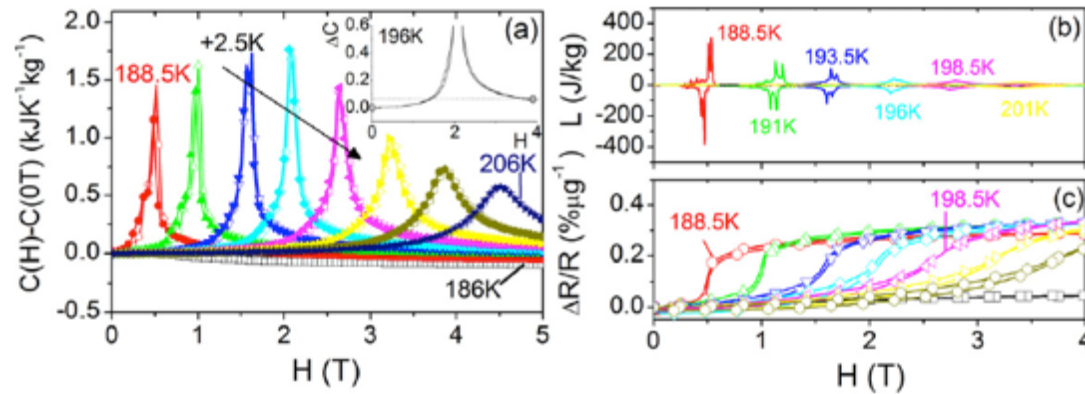 (a)
C(H)-C(0T) (kJK⁻¹kg⁻¹)
2.0
1.5
1.0
0.5
0.0
-0.5
188.5K
+2.5K
206K
186K
0 1 2 3 4 5
H (T)
196K
ΔC
0.6
0.4
0.2
0.0
0 2 H 4
(b)
L (J/kg)
400
200
0
-200
-400
188.5K
193.5K
198.5K
191K
196K
201K
(c)
ΔR/R (%μg⁻¹)
0.4
0.2
0.0
188.5K
198.5K
0 1 2 3 4
H (T)